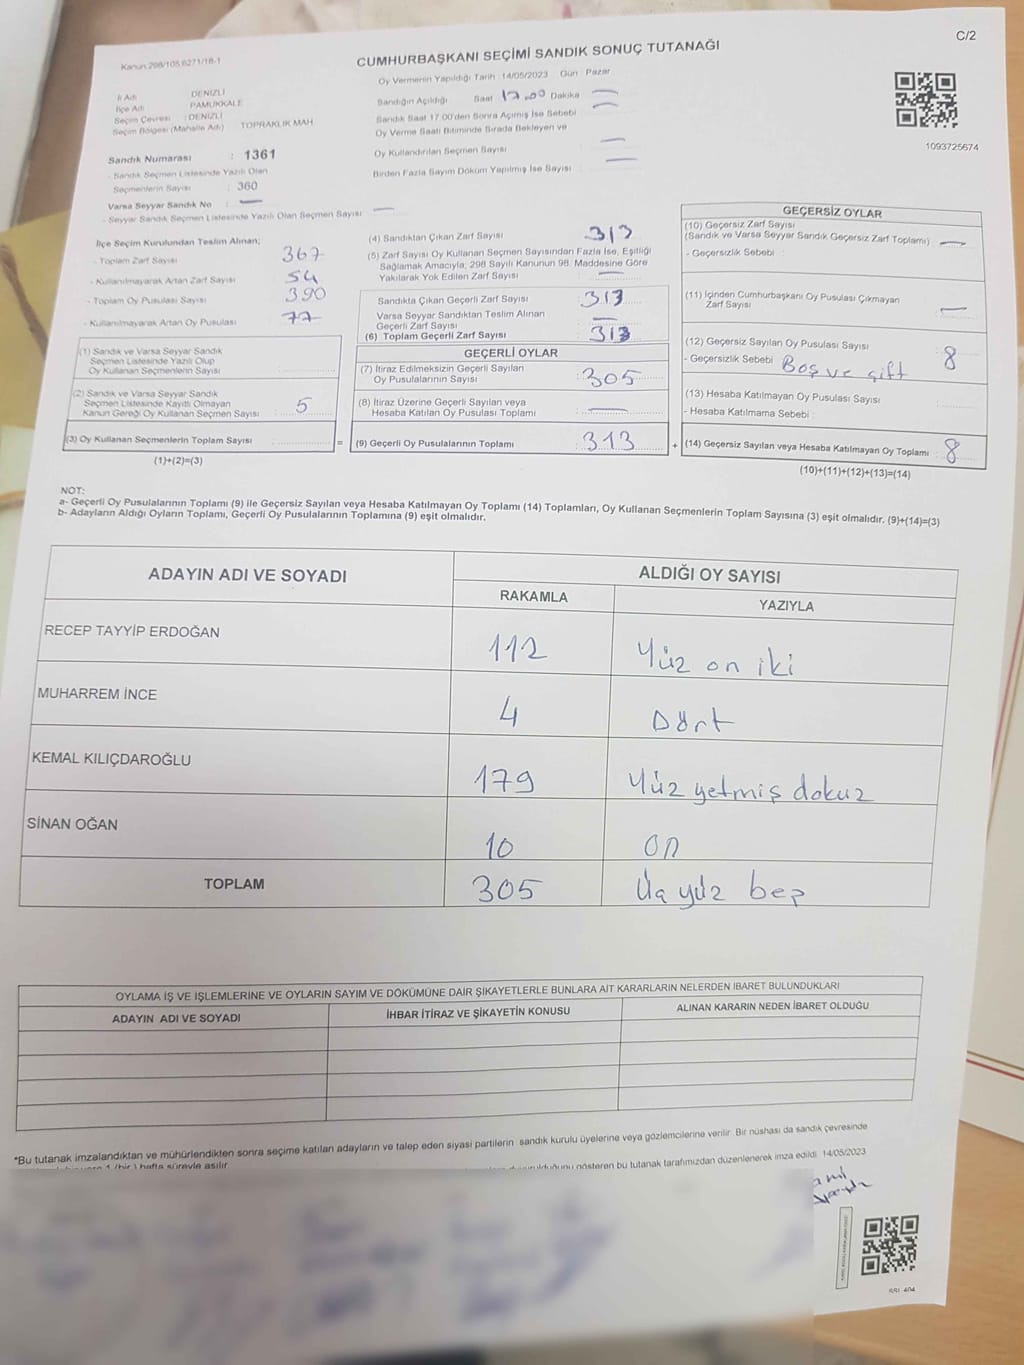 C/2
Kanun 298/105,6271/18-1
CUMHURBAŞKANI SEÇİMİ SANDIK SONUÇ TUTANAĞI
Oy Vermenin Yapıldığı Tarih :14/05/2023 Gün : Pazar
1093725674
İl Adı : DENİZLİ
İlçe Adı : PAMUKKALE
Seçim Çevresi : DENİZLİ
Seçim Bölgesi (Mahalle Adı) : TOPRAKLIK MAH.
Sandık Numarası : 1361
- Sandık Seçmen Listesinde Yazılı Olan
Seçmenlerin Sayısı : 360
Varsa Seyyar Sandık No : —
- Seyyar Sandık Seçmen Listesinde Yazılı Olan Seçmen Sayısı : —
Sandığın Açıldığı Saat 17.00 Dakika —
Sandık Saat 17.00'den Sonra Açılmış İse Sebebi —
Oy Verme Saati Bitiminde Sırada Bekleyen ve
Oy Kullandırılan Seçmen Sayısı : —
Birden Fazla Sayım Döküm Yapılmış İse Sayısı : —
İlçe Seçim Kurulundan Teslim Alınan;
- Toplam Zarf Sayısı : 367
- Kullanılmayarak Artan Zarf Sayısı : 54
- Toplam Oy Pusulası Sayısı : 390
- Kullanılmayarak Artan Oy Pusulası : 77
(1) Sandık ve Varsa Seyyar Sandık
Seçmen Listesinde Yazılı Olup
Oy Kullanan Seçmenlerin Sayısı :
(2) Sandık ve Varsa Seyyar Sandık
Seçmen Listesinde Kayıtlı Olmayan
Kanun Gereği Oy Kullanan Seçmen Sayısı : 5
(3) Oy Kullanan Seçmenlerin Toplam Sayısı :
(1)+(2)=(3)
(4) Sandıktan Çıkan Zarf Sayısı : 313
(5) Zarf Sayısı Oy Kullanan Seçmen Sayısından Fazla İse, Eşitliği
Sağlamak Amacıyla, 298 Sayılı Kanunun 98. Maddesine Göre
Yakılarak Yok Edilen Zarf Sayısı : —
Sandıkta Çıkan Geçerli Zarf Sayısı : 313
Varsa Seyyar Sandıktan Teslim Alınan
Geçerli Zarf Sayısı : —
(6) Toplam Geçerli Zarf Sayısı : 313
GEÇERLİ OYLAR
(7) İtiraz Edilmeksizin Geçerli Sayılan
Oy Pusulalarının Sayısı : 305
(8) İtiraz Üzerine Geçerli Sayılan veya
Hesaba Katılan Oy Pusulası Toplamı : —
= (9) Geçerli Oy Pusulalarının Toplamı : 313
GEÇERSİZ OYLAR
(10) Geçersiz Zarf Sayısı
(Sandık ve Varsa Seyyar Sandık Geçersiz Zarf Toplamı) : —
- Geçersizlik Sebebi :
(11) İçinden Cumhurbaşkanı Oy Pusulası Çıkmayan
Zarf Sayısı : —
(12) Geçersiz Sayılan Oy Pusulası Sayısı : 8
- Geçersizlik Sebebi : Boş ve çift
(13) Hesaba Katılmayan Oy Pusulası Sayısı :
- Hesaba Katılmama Sebebi :
+ (14) Geçersiz Sayılan veya Hesaba Katılmayan Oy Toplamı : 8
(10)+(11)+(12)+(13)=(14)
NOT:
a- Geçerli Oy Pusulalarının Toplamı (9) ile Geçersiz Sayılan veya Hesaba Katılmayan Oy Toplamı (14) Toplamları, Oy Kullanan Seçmenlerin Toplam Sayısına (3) eşit olmalıdır. (9)+(14)=(3)
b- Adayların Aldığı Oyların Toplamı, Geçerli Oy Pusulalarının Toplamına (9) eşit olmalıdır.
ADAYIN ADI VE SOYADI
ALDIĞI OY SAYISI
RAKAMLA YAZIYLA
RECEP TAYYİP ERDOĞAN 112 Yüz on iki
MUHARREM İNCE 4 Dört
KEMAL KILIÇDAROĞLU 179 Yüz yetmiş dokuz
SİNAN OĞAN 10 on
TOPLAM 305 Üç yüz beş
OYLAMA İŞ VE İŞLEMLERİNE VE OYLARIN SAYIM VE DÖKÜMÜNE DAİR ŞİKAYETLERLE BUNLARA AİT KARARLARIN NELERDEN İBARET BULUNDUKLARI
ADAYIN ADI VE SOYADI İHBAR İTİRAZ VE ŞİKAYETİN KONUSU ALINAN KARARIN NEDEN İBARET OLDUĞU
*Bu tutanak imzalandıktan ve mühürlendikten sonra seçime katılan adayların ve talep eden siyasi partilerin sandık kurulu üyelerine veya gözlemcilerine verilir. Bir nüshası da sandık çevresinde
1 (bir) hafta süreyle asılır.
gösteren bu tutanak tarafımızdan düzenlenerek imza edildi. 14/05/2023